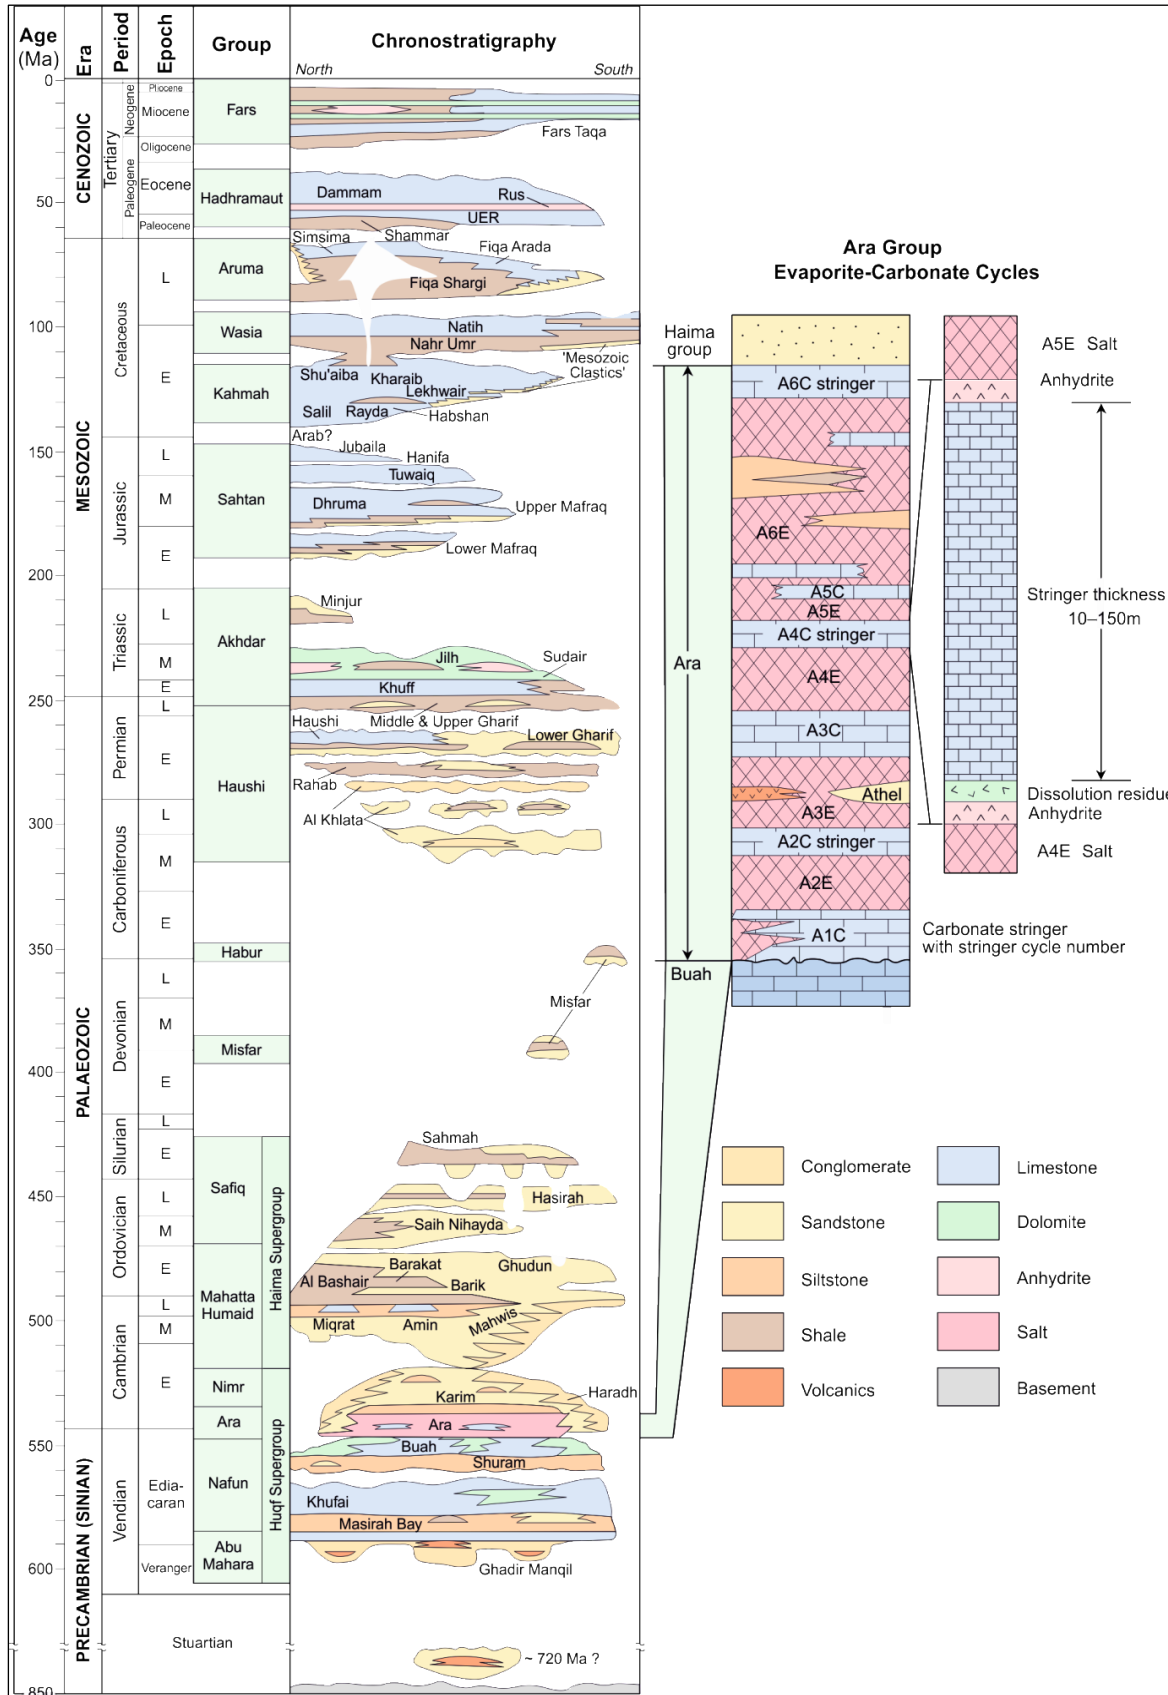 Age
(Ma)
Era
Period
Epoch
Group
Chronostratigraphy
North
South
0
50
100
150
200
250
300
350
400
450
500
550
600
850
CENOZOIC
MESOZOIC
PALAEOZOIC
PRECAMBRIAN (SINIAN)
Tertiary
Neogene
Paleogene
Cretaceous
Jurassic
Triassic
Permian
Carboniferous
Devonian
Silurian
Ordovician
Cambrian
Vendian
Pliocene
Miocene
Oligocene
Eocene
Paleocene
L
E
L
M
E
L
M
E
L
E
L
M
E
L
M
E
L
E
L
M
E
L
M
E
Edia-
caran
Veranger
Stuartian
Fars
Hadhramaut
Aruma
Wasia
Kahmah
Sahtan
Akhdar
Haushi
Habur
Misfar
Safiq
Mahatta
Humaid
Nimr
Ara
Nafun
Abu
Mahara
Haima Supergroup
Huqf Supergroup
Fars Taqa
Dammam
Rus
UER
Shammar
Simsima
Fiqa Arada
Fiqa Shargi
Natih
Nahr Umr
'Mesozoic
Clastics'
Shu'aiba
Kharaib
Lekhwair
Salil
Rayda
Habshan
Arab?
Jubaila
Hanifa
Tuwaiq
Dhruma
Upper Mafraq
Lower Mafraq
Minjur
Jilh
Sudair
Khuff
Haushi
Middle & Upper Gharif
Lower Gharif
Rahab
Al Khlata
Misfar
Sahmah
Hasirah
Saih Nihayda
Barakat
Ghudun
Al Bashair
Barik
Miqrat
Amin
Mahwis
Karim
Haradh
Ara
Buah
Shuram
Khufai
Masirah Bay
Ghadir Manqil
~ 720 Ma ?
Ara Group
Evaporite-Carbonate Cycles
Haima
group
Ara
Buah
A6C stringer
A6E
A5C
A5E
A4C stringer
A4E
A3C
Athel
A3E
A2C stringer
A2E
A1C
Carbonate stringer
with stringer cycle number
A5E Salt
Anhydrite
Stringer thickness
10–150m
Dissolution residue
Anhydrite
A4E Salt
Conglomerate
Sandstone
Siltstone
Shale
Volcanics
Limestone
Dolomite
Anhydrite
Salt
Basement